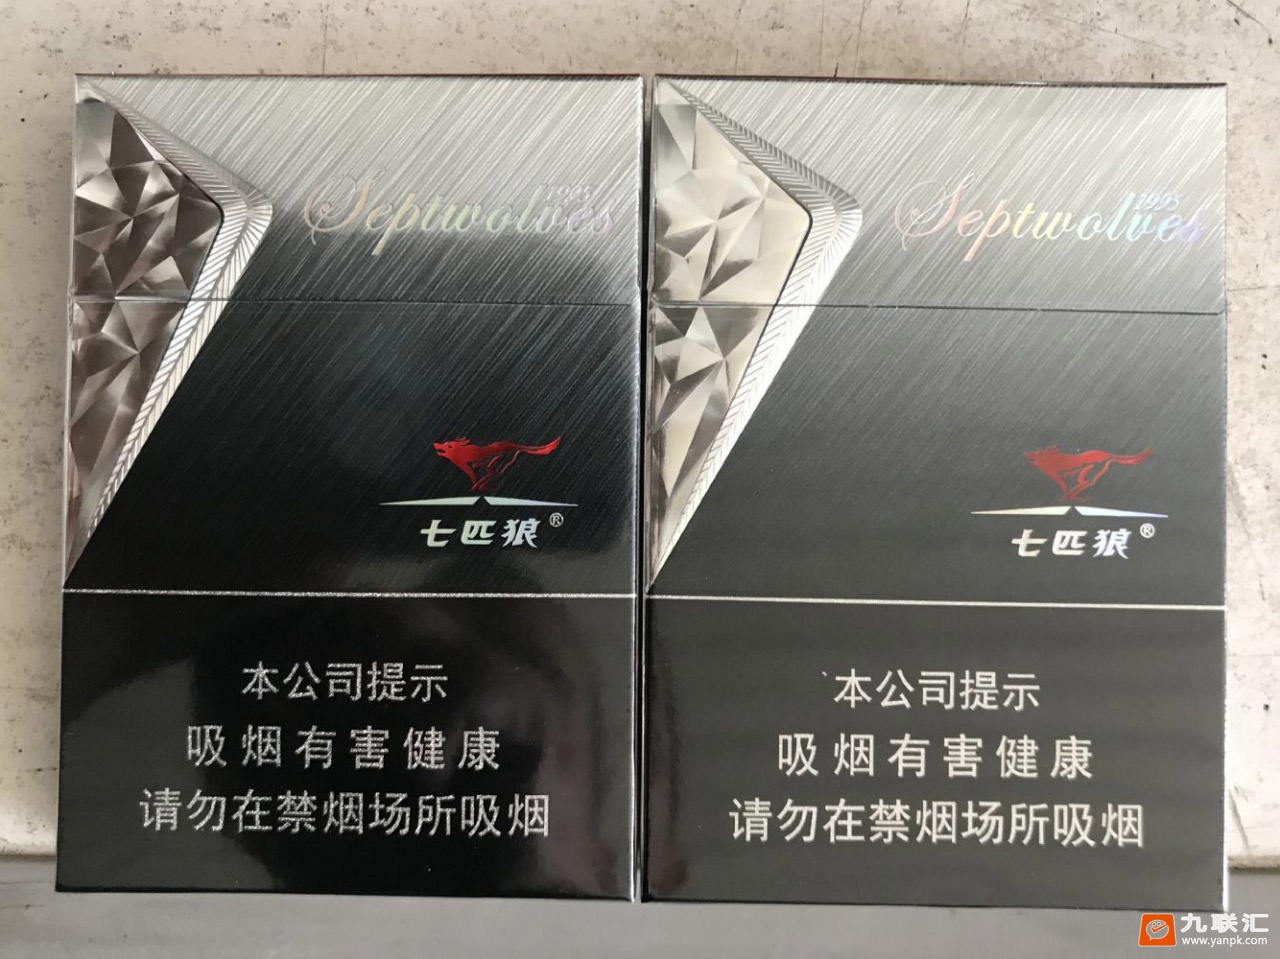 1995
Septwolves
七匹狼®
本公司提示
吸烟有害健康
请勿在禁烟场所吸烟
1995
Septwolves
七匹狼®
本公司提示
吸烟有害健康
请勿在禁烟场所吸烟
九联汇
www.yanpk.com